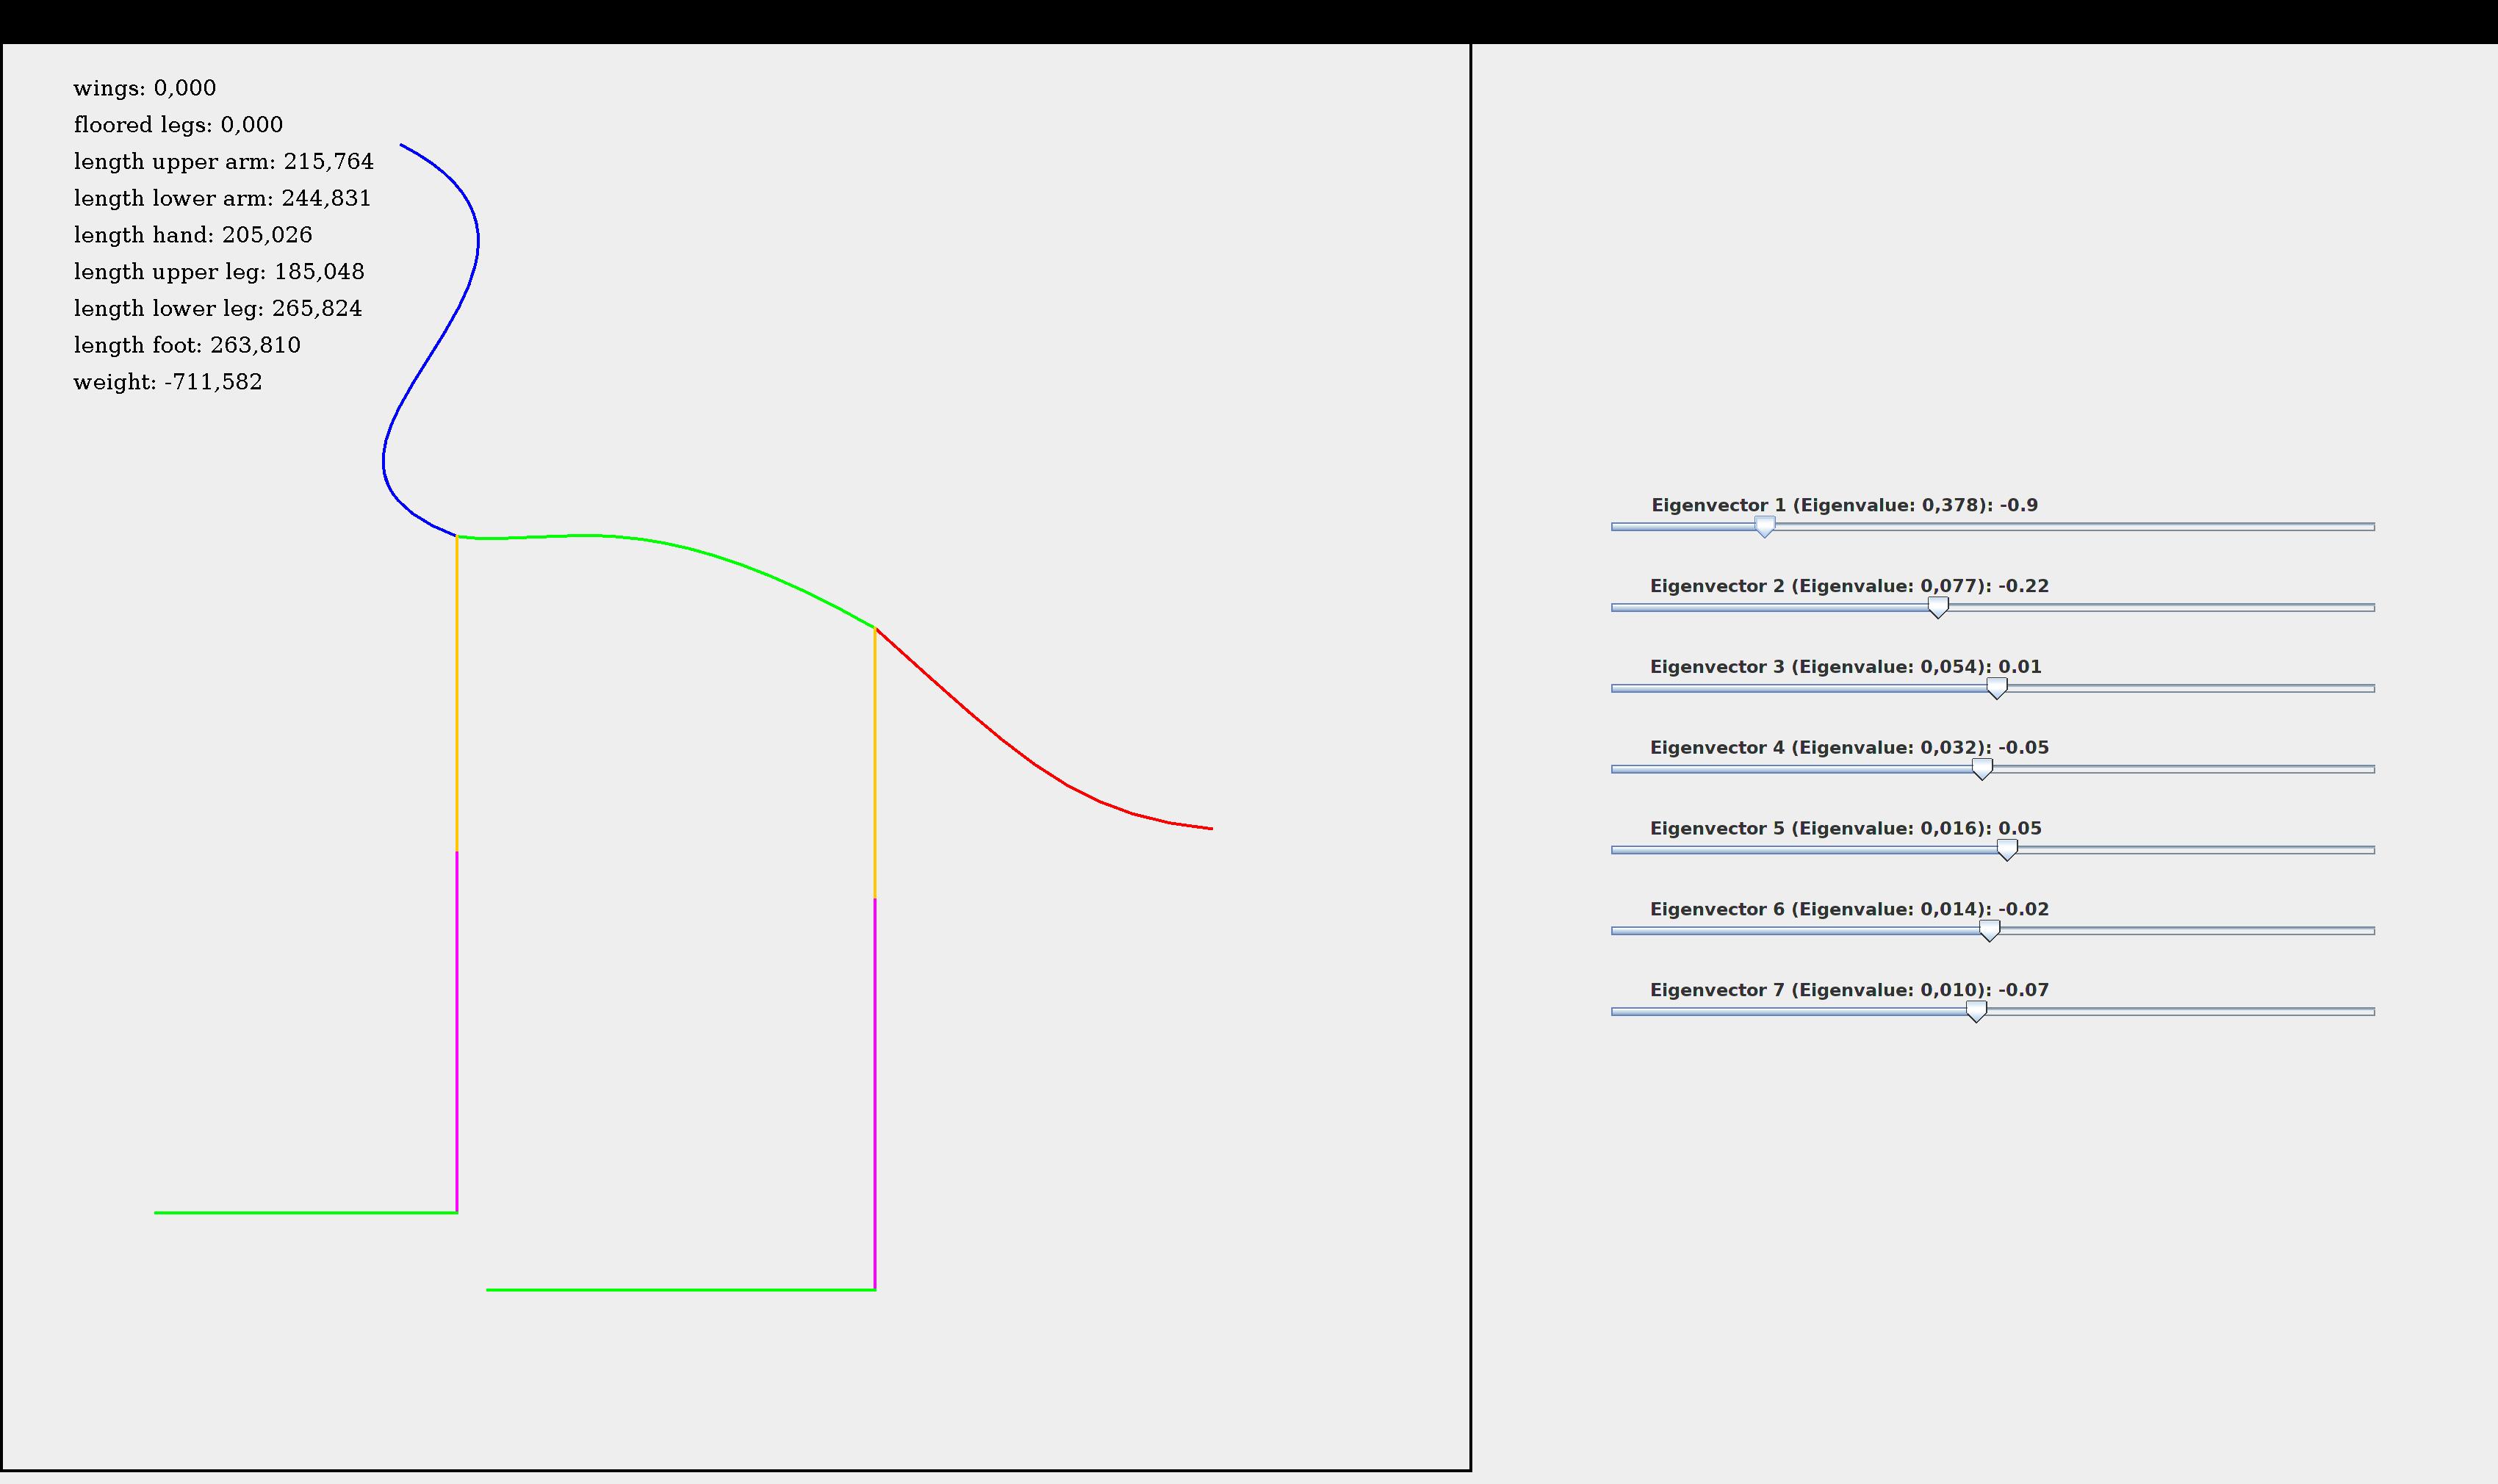 wings: 0,000
floored legs: 0,000
length upper arm: 215,764
length lower arm: 244,831
length hand: 205,026
length upper leg: 185,048
length lower leg: 265,824
length foot: 263,810
weight: -711,582
Eigenvector 1 (Eigenvalue: 0,378): -0.9
Eigenvector 2 (Eigenvalue: 0,077): -0.22
Eigenvector 3 (Eigenvalue: 0,054): 0.01
Eigenvector 4 (Eigenvalue: 0,032): -0.05
Eigenvector 5 (Eigenvalue: 0,016): 0.05
Eigenvector 6 (Eigenvalue: 0,014): -0.02
Eigenvector 7 (Eigenvalue: 0,010): -0.07